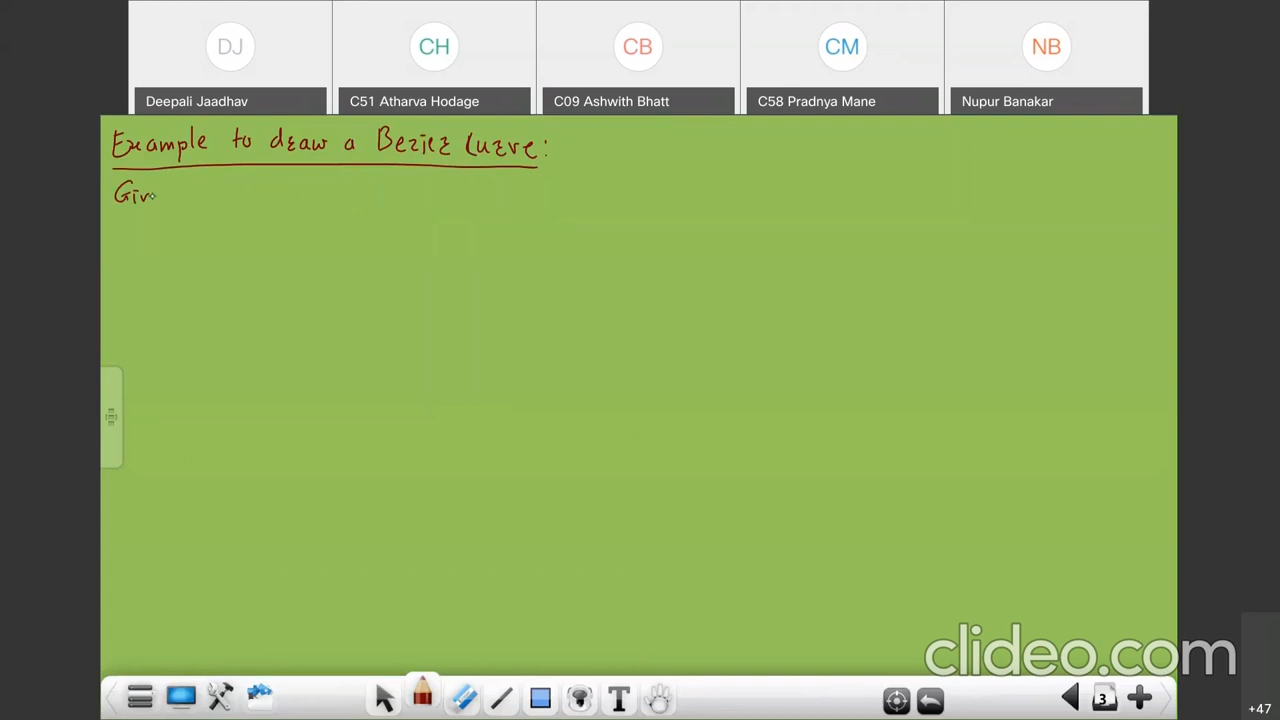 DJ CH CB CM NB
Deepali Jaadhav C51 Atharva Hodage C09 Ashwith Bhatt C58 Pradnya Mane Nupur Banakar
Example to draw a Bezier Curve:
Giv
clideo.com
T 3
+47